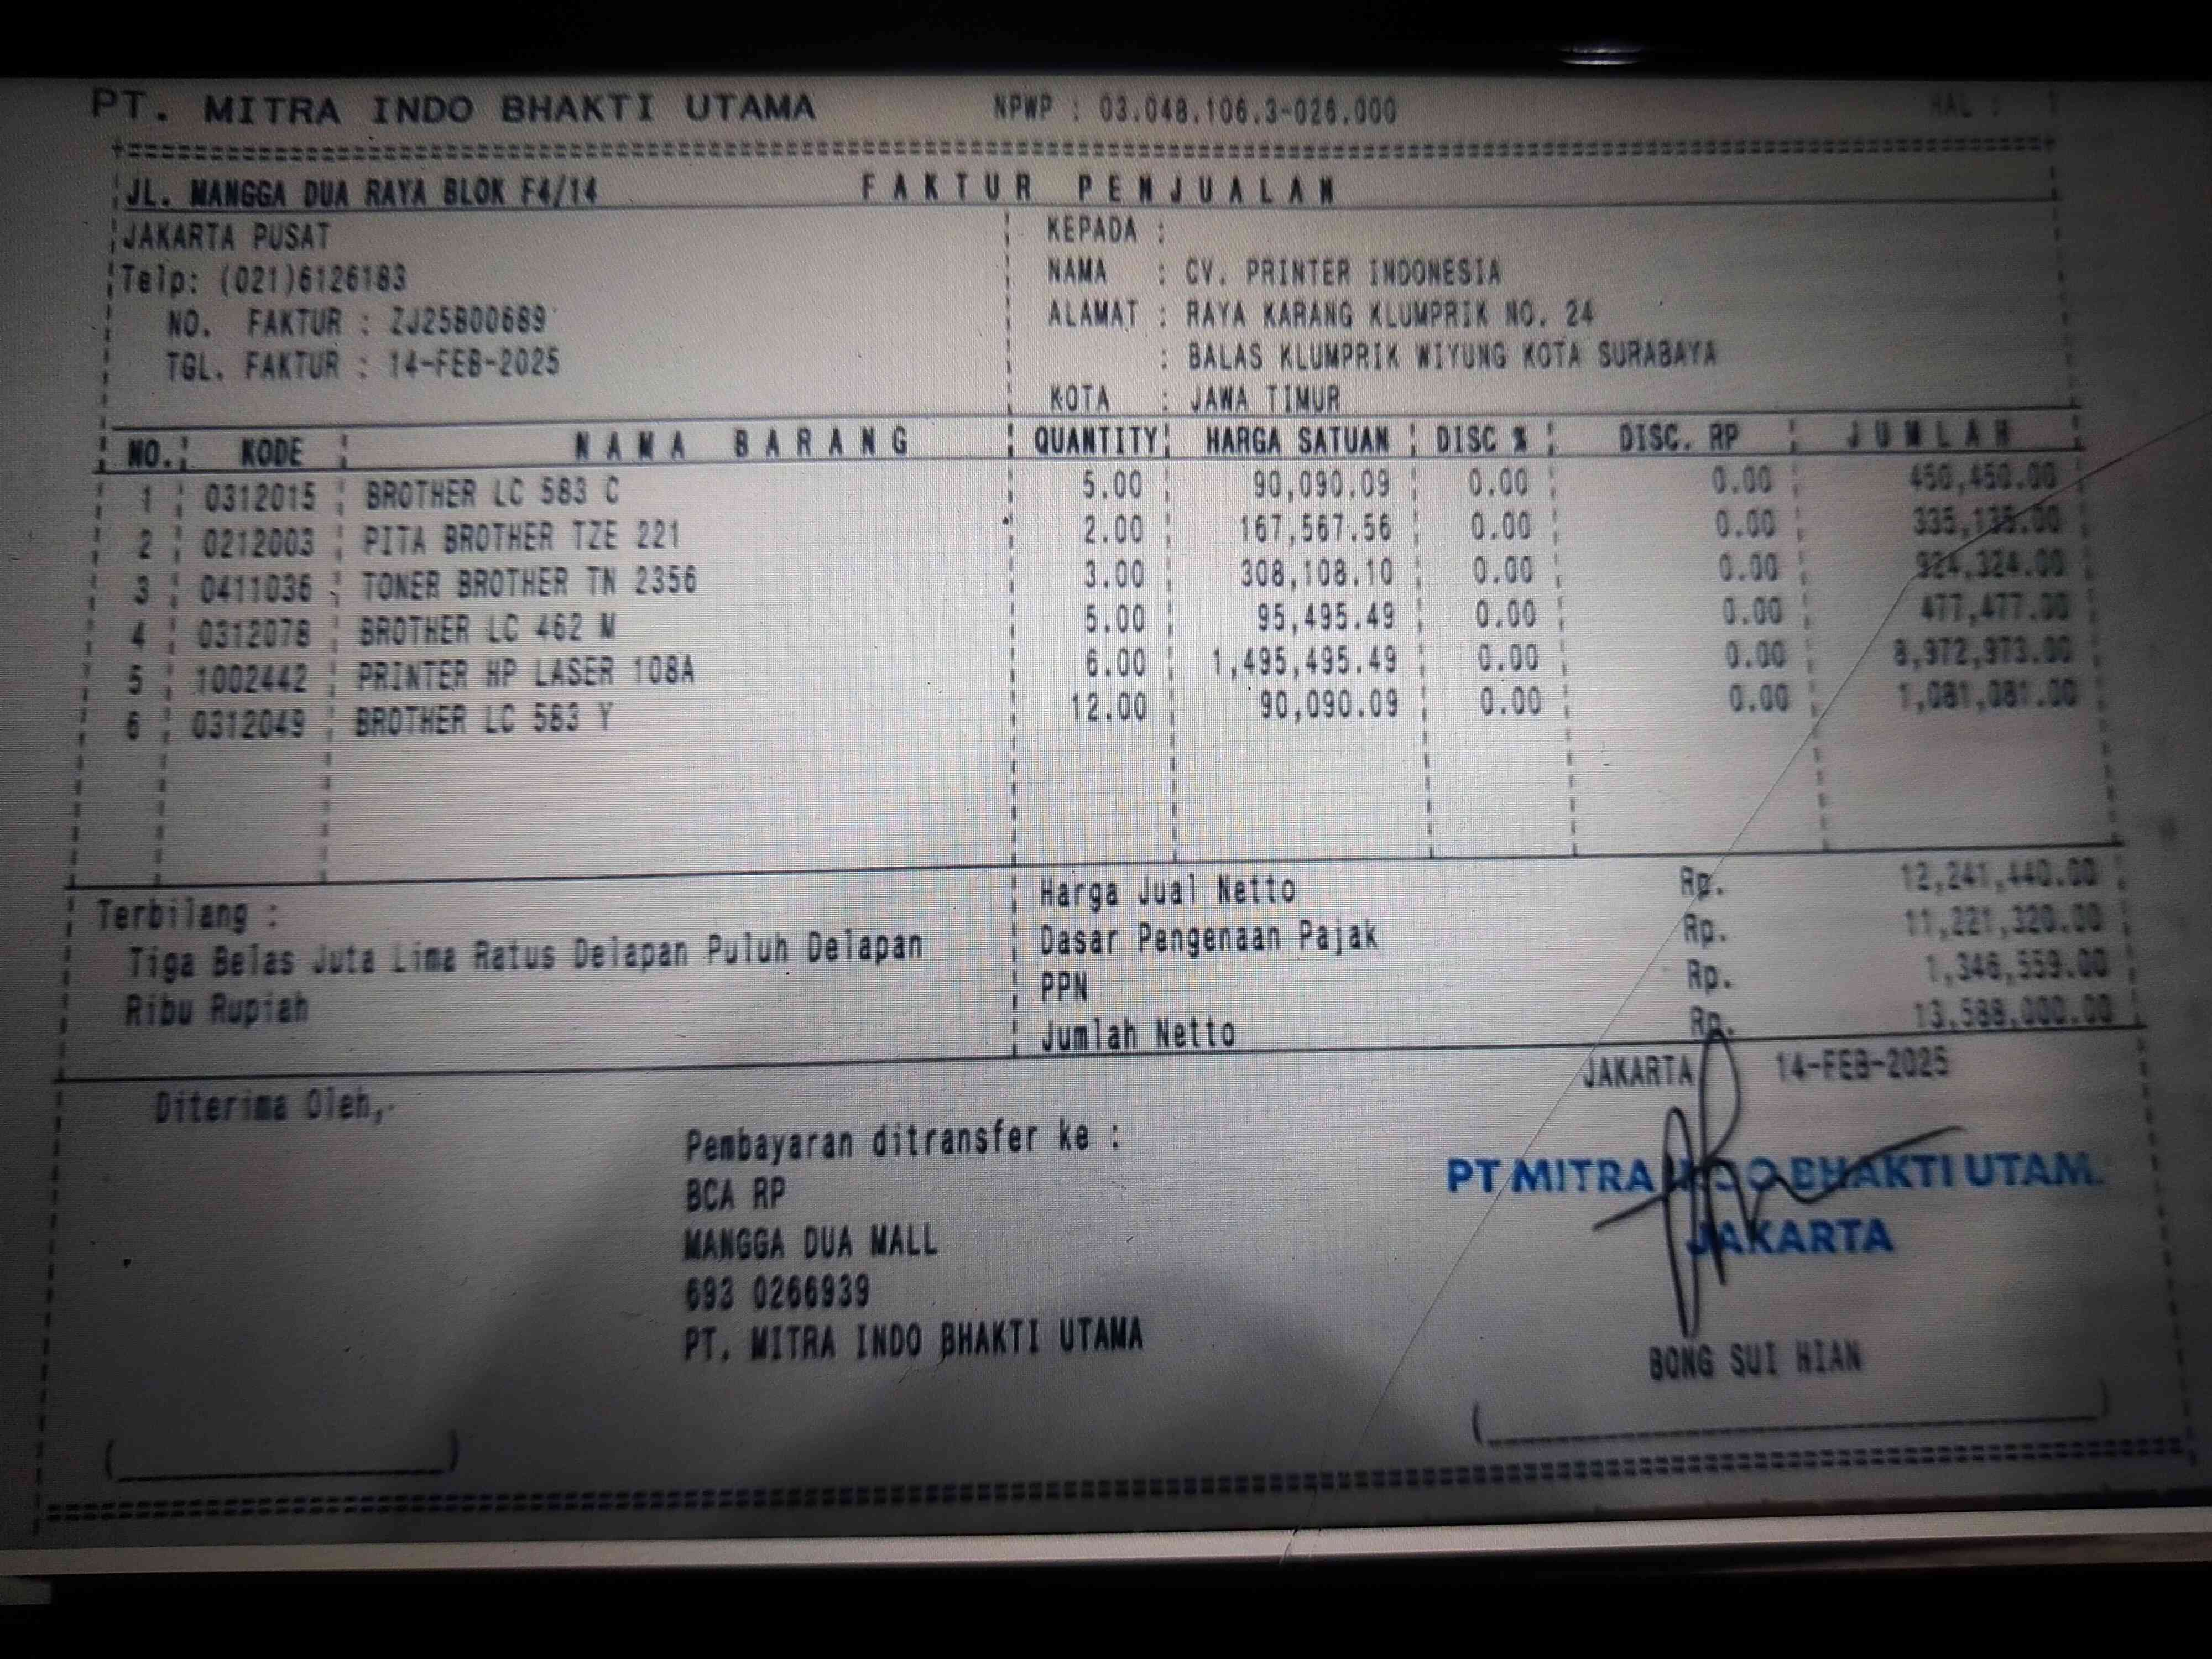 PT. MITRA INDO BHAKTI UTAMA NPWP : 03.048.106.3-026.000 HAL : 1
JL. MANGGA DUA RAYA BLOK F4/14 FAKTUR PENJUALAN
JAKARTA PUSAT KEPADA :
Telp: (021)6126183 NAMA : CV. PRINTER INDONESIA
NO. FAKTUR : ZJ25B00689 ALAMAT : RAYA KARANG KLUMPRIK NO. 24
TGL. FAKTUR : 14-FEB-2025 : BALAS KLUMPRIK WIYUNG KOTA SURABAYA
KOTA : JAWA TIMUR
NO. KODE NAMA BARANG QUANTITY HARGA SATUAN DISC % DISC. RP JUMLAH
1 0312015 BROTHER LC 583 C 5.00 90,090.09 0.00 0.00 450,450.00
2 0212003 PITA BROTHER TZE 221 2.00 167,567.56 0.00 0.00 335,135.00
3 0411036 TONER BROTHER TN 2356 3.00 308,108.10 0.00 0.00 924,324.00
4 0312078 BROTHER LC 462 M 5.00 95,495.49 0.00 0.00 477,477.00
5 1002442 PRINTER HP LASER 108A 6.00 1,495,495.49 0.00 0.00 8,972,973.00
6 0312049 BROTHER LC 583 Y 12.00 90,090.09 0.00 0.00 1,081,081.00
Harga Jual Netto Rp. 12,241,440.00
Terbilang : Dasar Pengenaan Pajak Rp. 11,221,320.00
Tiga Belas Juta Lima Ratus Delapan Puluh Delapan PPN Rp. 1,346,559.00
Ribu Rupiah Jumlah Netto Rp. 13,588,000.00
JAKARTA 14-FEB-2025
Diterima Oleh,
Pembayaran ditransfer ke :
BCA RP
MANGGA DUA MALL
693 0266939
PT. MITRA INDO BHAKTI UTAMA
PT MITRA INDO BHAKTI UTAM.
JAKARTA
BONG SUI HIAN